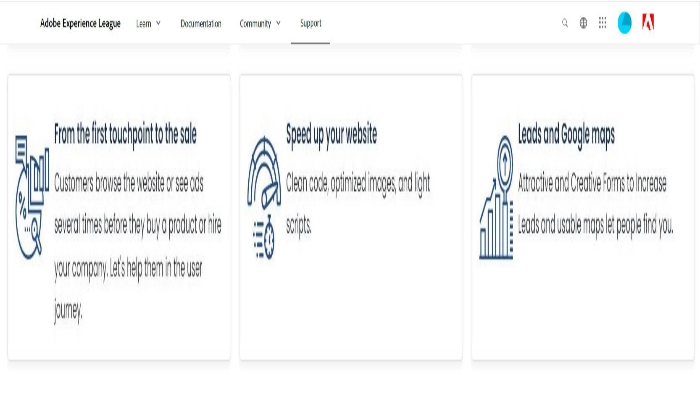 Adobe Experience League Learn Documentation Community Support
From the first touchpoint to the sale
Customers browse the website or see ads
several times before they buy a product or hire
your company. Let's help them in the user
journey.
Speed up your website
Clean code, optimized images, and light
scripts.
Leads and Google maps
Attractive and Creative Forms to Increase
Leads and usable maps let people find you.